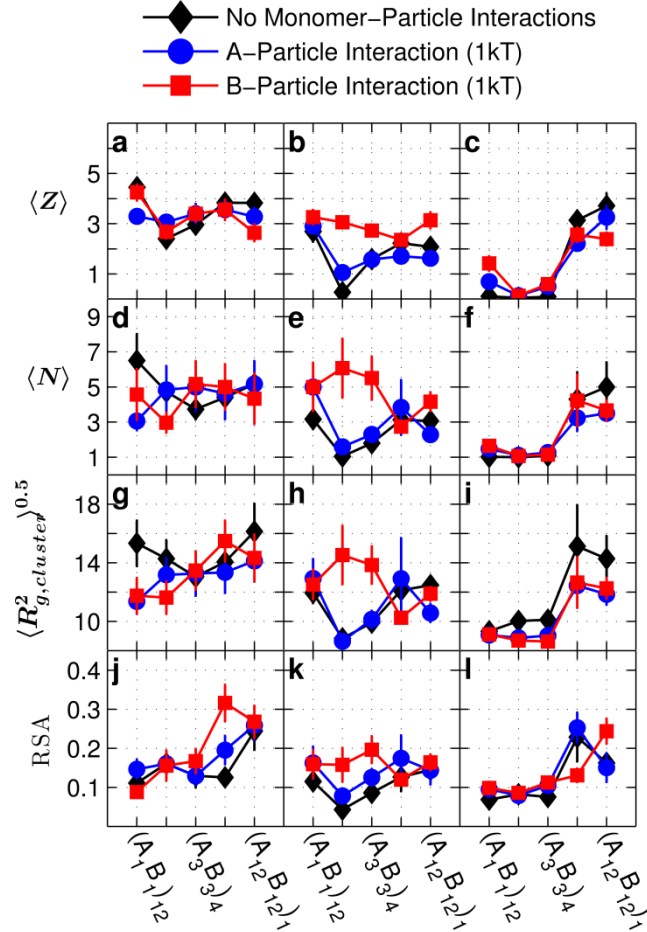 No Monomer−Particle Interactions
A−Particle Interaction (1kT)
B−Particle Interaction (1kT)
a b c
⟨Z⟩
5
3
1
d e f
⟨N⟩
9
7
5
3
1
g h i
⟨R²g,cluster⟩^0.5
18
14
10
j k l
RSA
0.4
0.3
0.2
0.1
(A₁B₁)₁₂ (A₃B₃)₄ (A₁₂B₁₂)₁ (A₁B₁)₁₂ (A₃B₃)₄ (A₁₂B₁₂)₁ (A₁B₁)₁₂ (A₃B₃)₄ (A₁₂B₁₂)₁